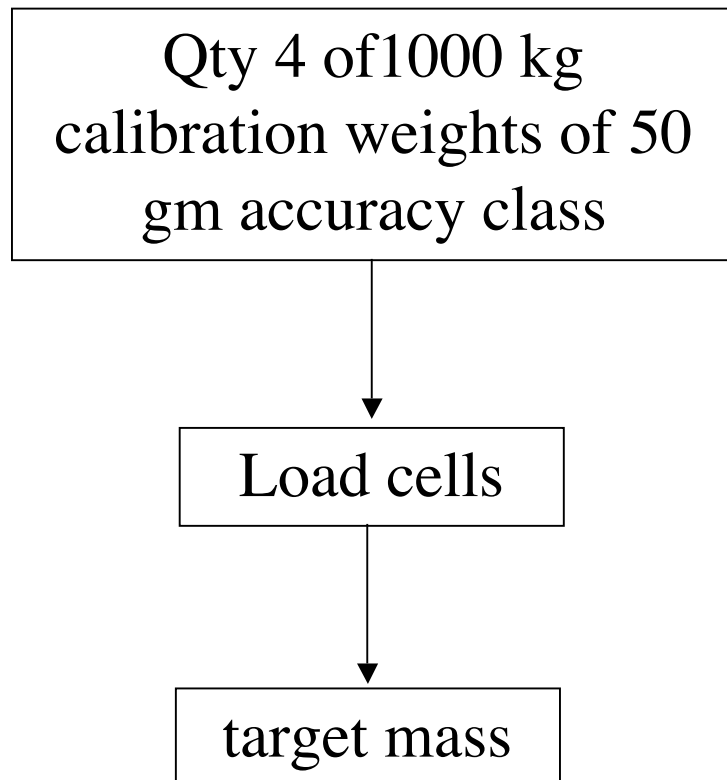 Qty 4 of1000 kg
calibration weights of 50
gm accuracy class
Load cells
target mass